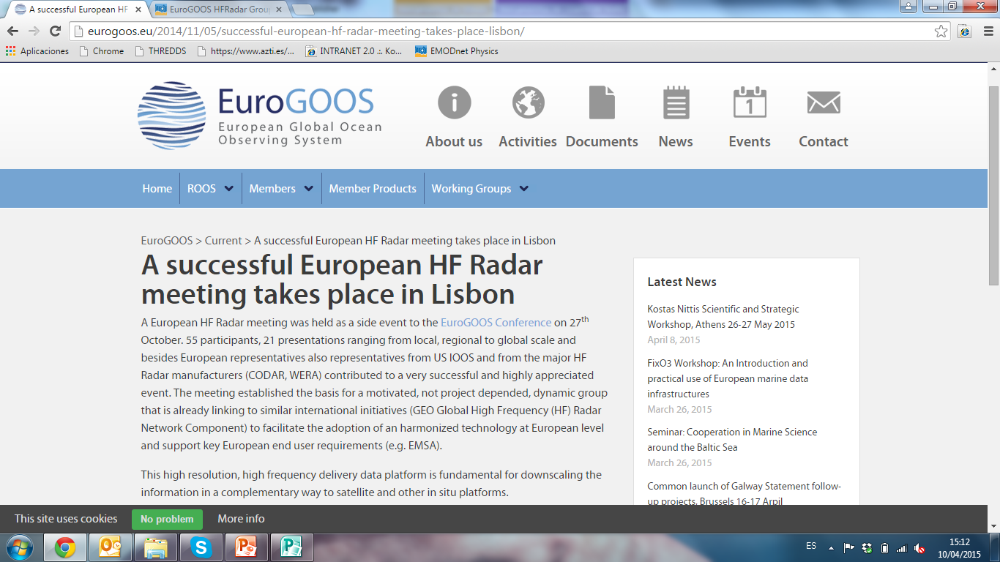 A successful European HF
EuroGOOS HFRadar Grou
eurogoos.eu/2014/11/05/successful-european-hf-radar-meeting-takes-place-lisbon/
Aplicaciones Chrome THREDDS https://www.azti.es/... INTRANET 2.0 .:. Ko... EMODnet Physics
EuroGOOS
European Global Ocean
Observing System
About us Activities Documents News Events Contact
1
Home ROOS Members Member Products Working Groups
EuroGOOS > Current > A successful European HF Radar meeting takes place in Lisbon
A successful European HF Radar
meeting takes place in Lisbon
A European HF Radar meeting was held as a side event to the EuroGOOS Conference on 27th
October. 55 participants, 21 presentations ranging from local, regional to global scale and
besides European representatives also representatives from US IOOS and from the major HF
Radar manufacturers (CODAR, WERA) contributed to a very successful and highly appreciated
event. The meeting established the basis for a motivated, not project depended, dynamic group
that is already linking to similar international initiatives (GEO Global High Frequency (HF) Radar
Network Component) to facilitate the adoption of an harmonized technology at European level
and support key European end user requirements (e.g. EMSA).
This high resolution, high frequency delivery data platform is fundamental for downscaling the
information in a complementary way to satellite and other in situ platforms.
Latest News
Kostas Nittis Scientific and Strategic
Workshop, Athens 26-27 May 2015
April 8, 2015
FixO3 Workshop: An Introduction and
practical use of European marine data
infrastructures
March 26, 2015
Seminar: Cooperation in Marine Science
around the Baltic Sea
March 26, 2015
Common launch of Galway Statement follow-
up projects, Brussels 16-17 Arpil
This site uses cookies No problem More info
ES 15:12
10/04/2015